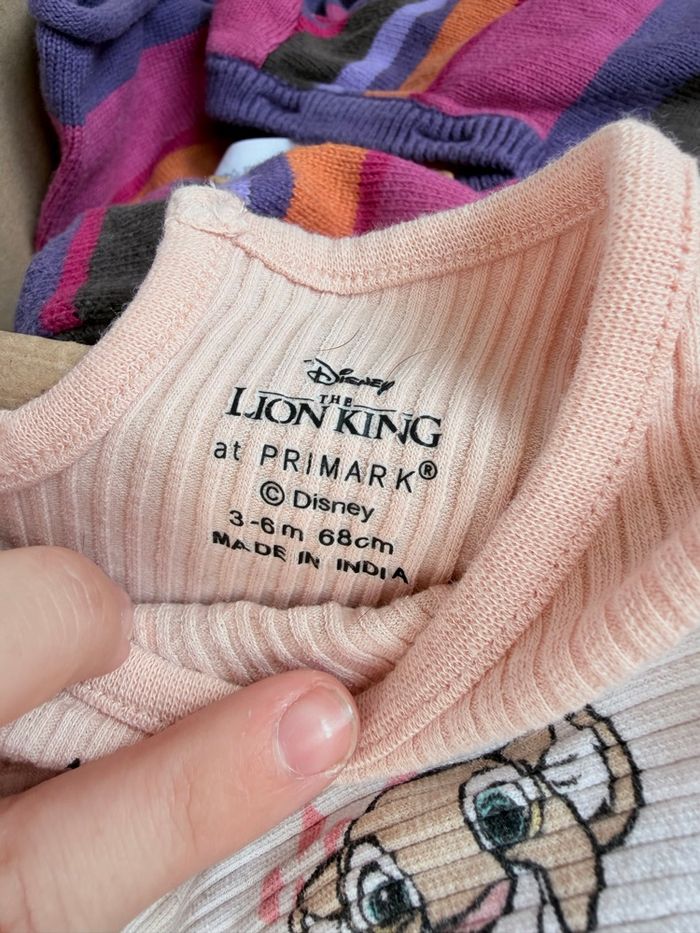 Disney
THE
LION KING
at PRIMARK®
© Disney
3-6m 68cm
MADE IN INDIA